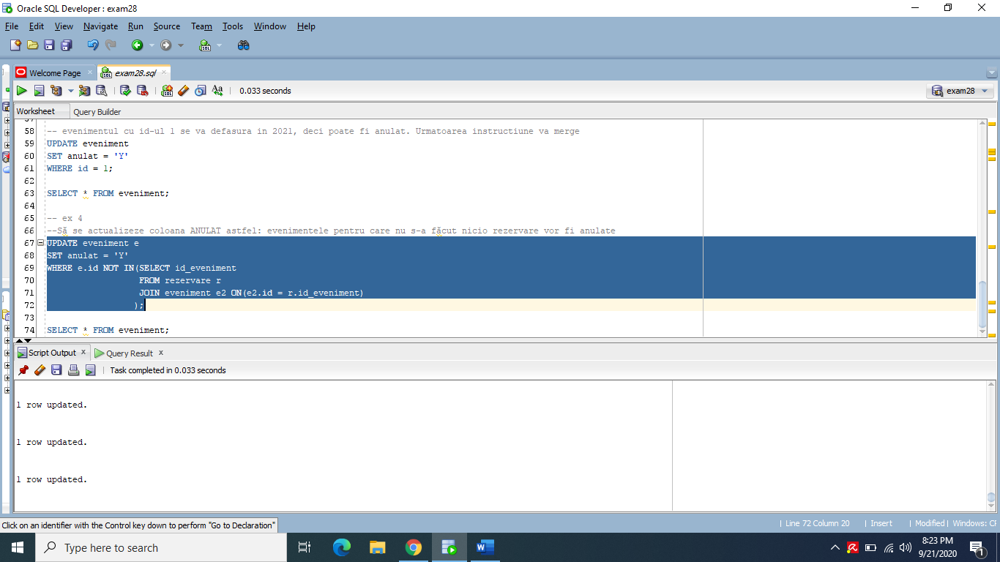 Oracle SQL Developer : exam28
File Edit View Navigate Run Source Team Tools Window Help
Welcome Page exam28.sql
0.033 seconds exam28
Worksheet Query Builder
57
58 -- evenimentul cu id-ul 1 se va defasura in 2021, deci poate fi anulat. Urmatoarea instructiune va merge
59 UPDATE eveniment
60 SET anulat = 'Y'
61 WHERE id = 1;
62
63 SELECT * FROM eveniment;
64
65 -- ex 4
66 --Să se actualizeze coloana ANULAT astfel: evenimentele pentru care nu s-a făcut nicio rezervare vor fi anulate
67 UPDATE eveniment e
68 SET anulat = 'Y'
69 WHERE e.id NOT IN(SELECT id_eveniment
70 FROM rezervare r
71 JOIN eveniment e2 ON(e2.id = r.id_eveniment)
72 );
73
74 SELECT * FROM eveniment;
Script Output x Query Result x
Task completed in 0.033 seconds
1 row updated.
1 row updated.
1 row updated.
Click on an identifier with the Control key down to perform "Go to Declaration"
| Line 72 Column 20 | Insert | Modified | Windows: CF
Type here to search
8:23 PM
9/21/2020
1